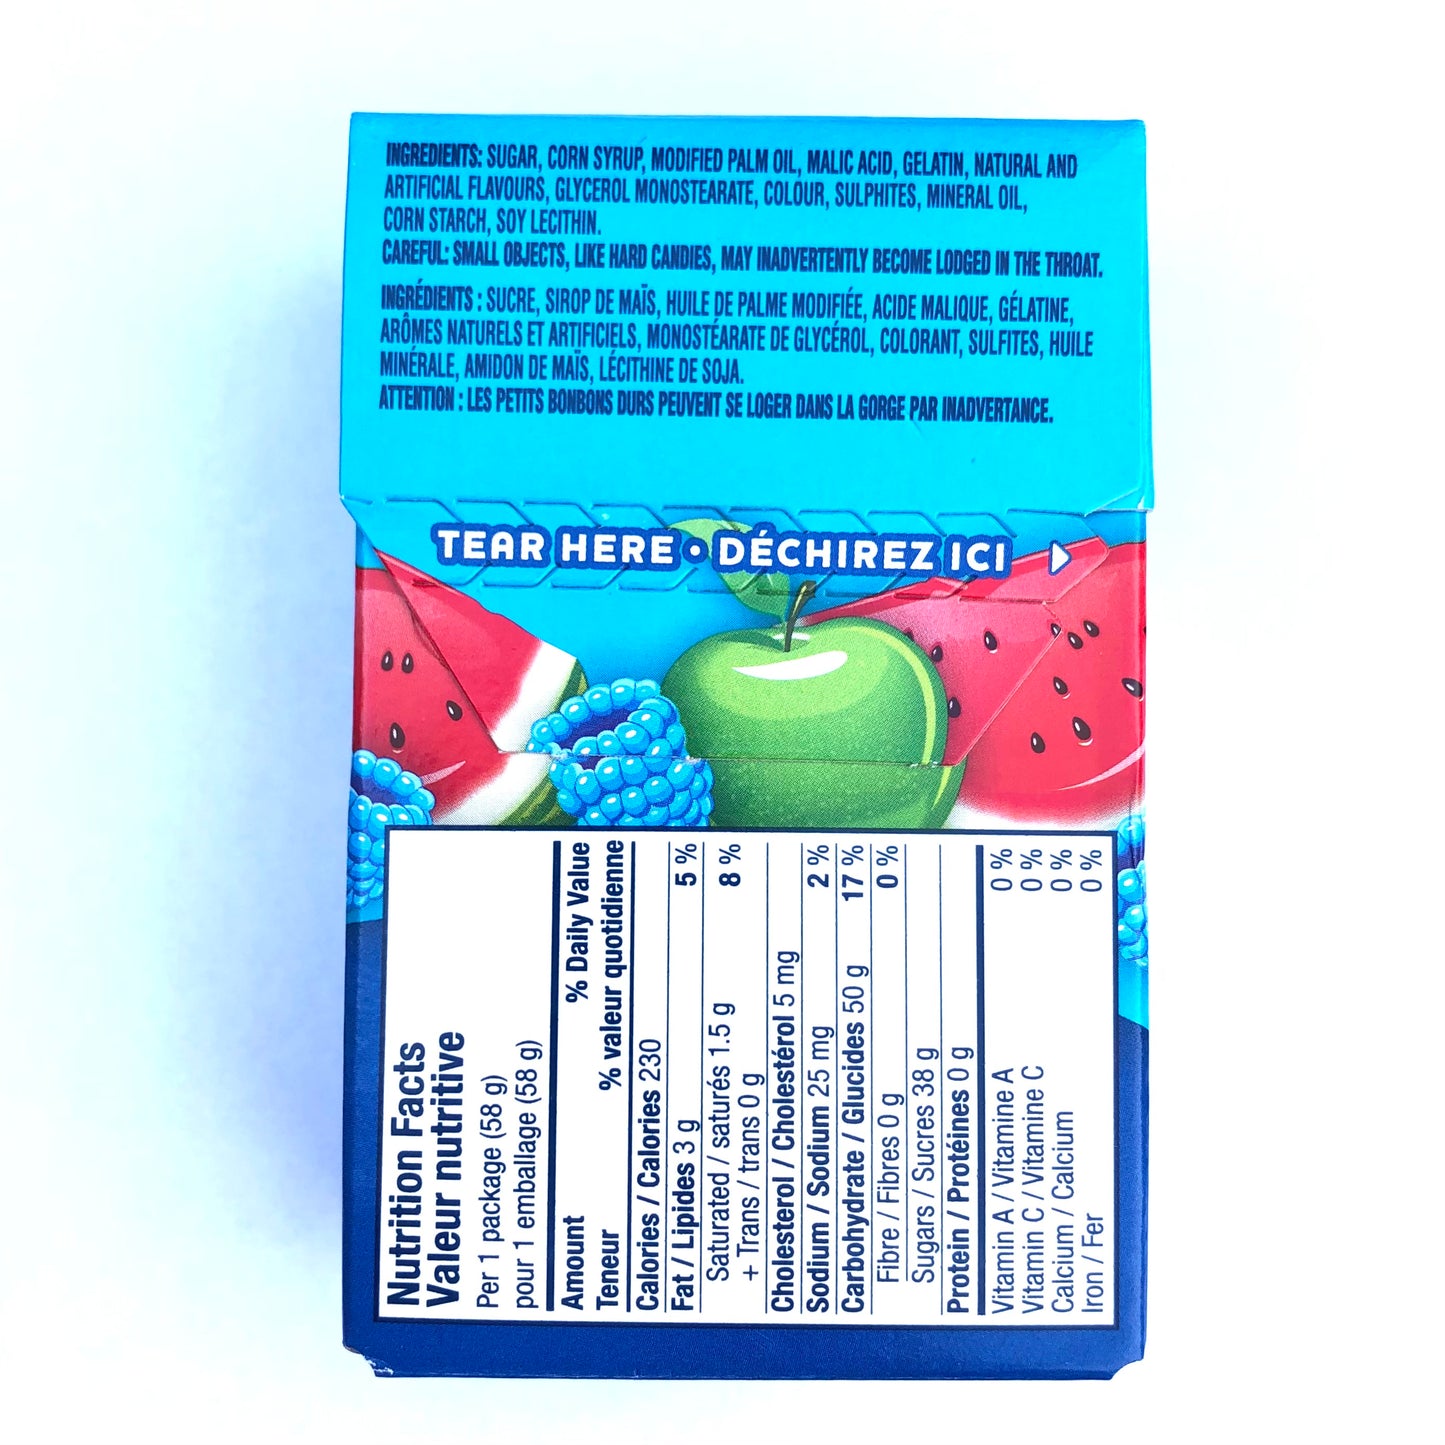 INGREDIENTS: SUGAR, CORN SYRUP, MODIFIED PALM OIL, MALIC ACID, GELATIN, NATURAL AND
ARTIFICIAL FLAVOURS, GLYCEROL MONOSTEARATE, COLOUR, SULPHITES, MINERAL OIL,
CORN STARCH, SOY LECITHIN.
CAREFUL: SMALL OBJECTS, LIKE HARD CANDIES, MAY INADVERTENTLY BECOME LODGED IN THE THROAT.
INGRÉDIENTS : SUCRE, SIROP DE MAÏS, HUILE DE PALME MODIFIÉE, ACIDE MALIQUE, GÉLATINE,
ARÔMES NATURELS ET ARTIFICIELS, MONOSTÉARATE DE GLYCÉROL, COLORANT, SULFITES, HUILE
MINÉRALE, AMIDON DE MAÏS, LÉCITHINE DE SOJA.
ATTENTION : LES PETITS BONBONS DURS PEUVENT SE LOGER DANS LA GORGE PAR INADVERTANCE.
TEAR HERE • DÉCHIREZ ICI
Nutrition Facts
Valeur nutritive
Per 1 package (58 g)
pour 1 emballage (58 g)
Amount % Daily Value
Teneur % valeur quotidienne
Calories / Calories 230
Fat / Lipides 3 g 5 %
Saturated / saturés 1.5 g 8 %
+ Trans / trans 0 g
Cholesterol / Cholestérol 5 mg
Sodium / Sodium 25 mg 2 %
Carbohydrate / Glucides 50 g 17 %
Fibre / Fibres 0 g 0 %
Sugars / Sucres 38 g
Protein / Protéines 0 g
Vitamin A / Vitamine A 0 %
Vitamin C / Vitamine C 0 %
Calcium / Calcium 0 %
Iron / Fer 0 %